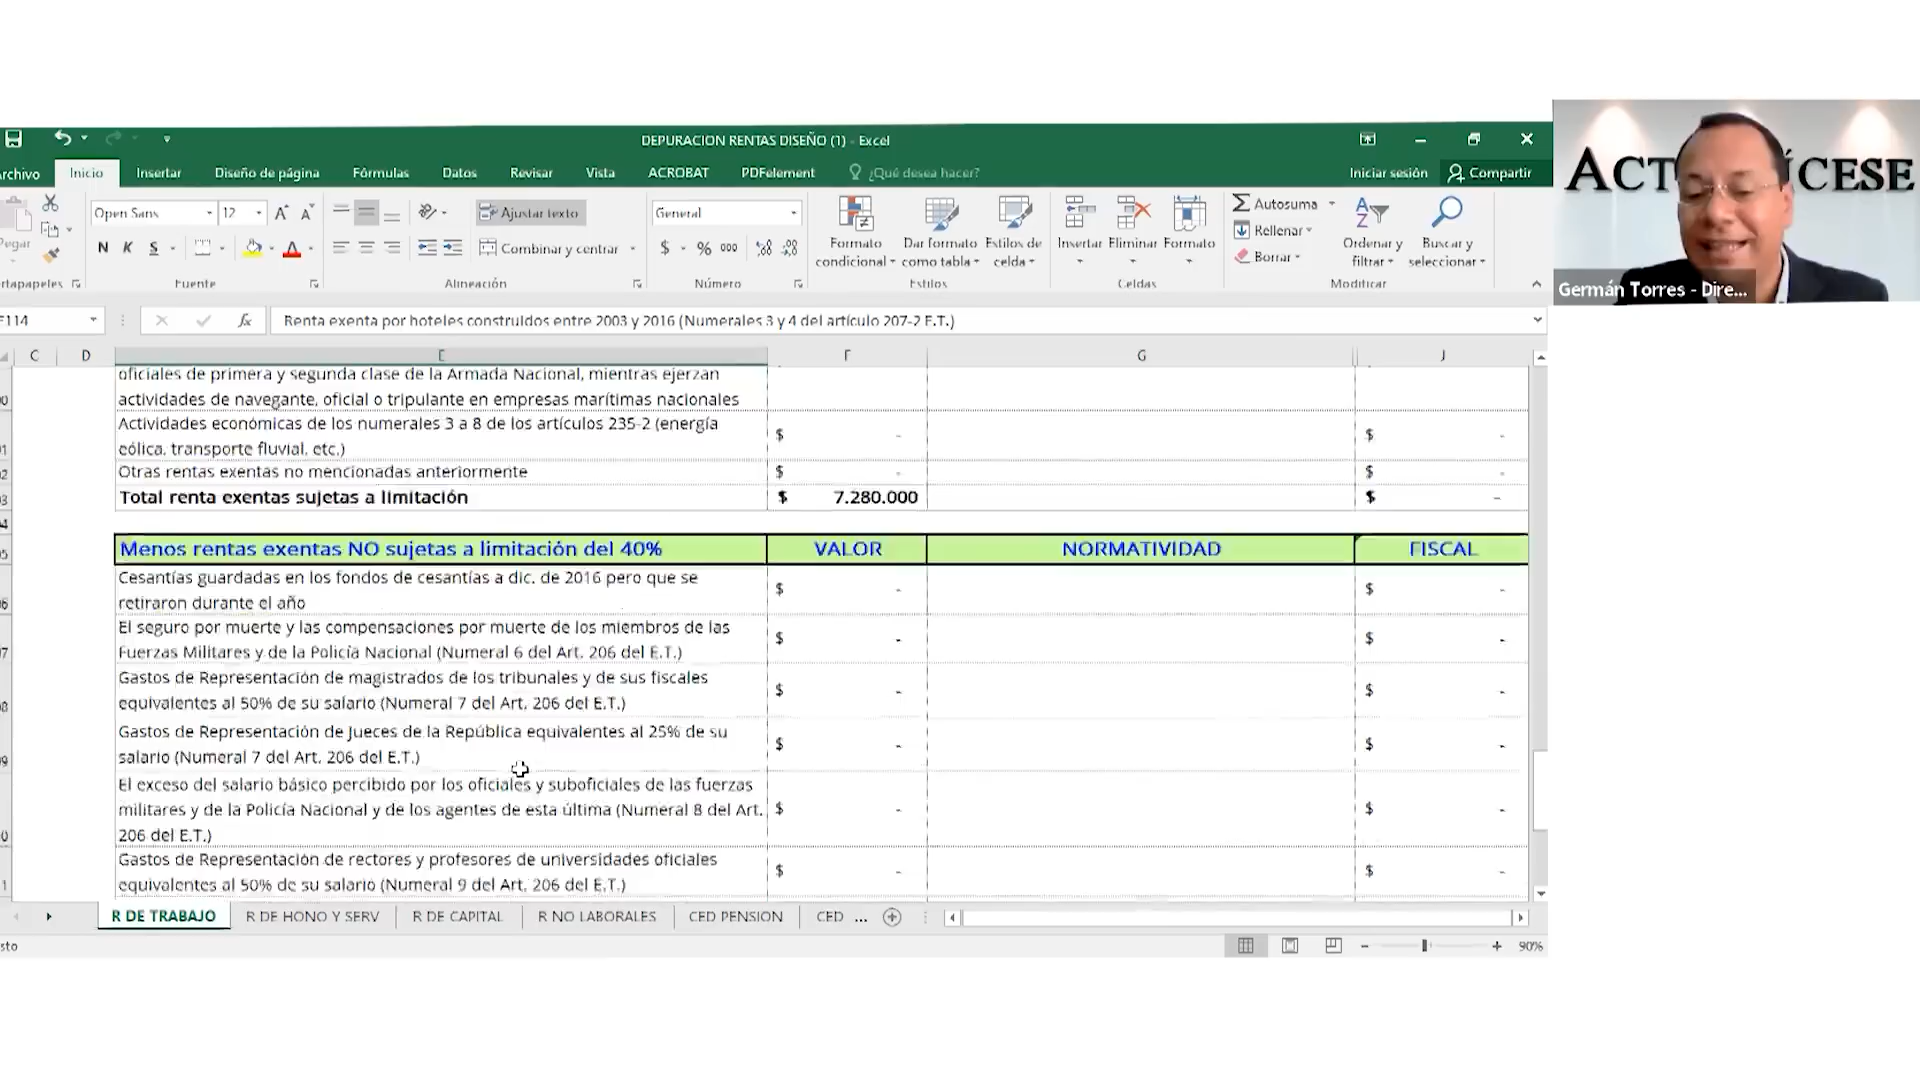 DEPURACION RENTAS DISEÑO (1) - Excel
Archivo Inicio Insertar Diseño de página Fórmulas Datos Revisar Vista ACROBAT PDFelement ¿Qué desea hacer? Iniciar sesión Compartir
Open Sans 12 Ajustar texto General
N K S Combinar y centrar $ % 000
Formato condicional Dar formato como tabla Estilos de celda
Insertar Eliminar Formato
Autosuma
Rellenar
Borrar
Ordenar y filtrar Buscar y seleccionar
Fuente Alineación Número Estilos Celdas Modificar
fx Renta exenta por hoteles construidos entre 2003 y 2016 (Numerales 3 y 4 del artículo 207-2 E.T.)
C D E F G J
oficiales de primera y segunda clase de la Armada Nacional, mientras ejerzan
actividades de navegante, oficial o tripulante en empresas marítimas nacionales
Actividades económicas de los numerales 3 a 8 de los artículos 235-2 (energía
eólica, transporte fluvial, etc.) $ - $ -
Otras rentas exentas no mencionadas anteriormente $ - $ -
Total renta exentas sujetas a limitación $ 7.280.000 $ -
Menos rentas exentas NO sujetas a limitación del 40% VALOR NORMATIVIDAD FISCAL
Cesantías guardadas en los fondos de cesantías a dic. de 2016 pero que se
retiraron durante el año $ - $ -
El seguro por muerte y las compensaciones por muerte de los miembros de las
Fuerzas Militares y de la Policía Nacional (Numeral 6 del Art. 206 del E.T.) $ - $ -
Gastos de Representación de magistrados de los tribunales y de sus fiscales
equivalentes al 50% de su salario (Numeral 7 del Art. 206 del E.T.) $ - $ -
Gastos de Representación de Jueces de la República equivalentes al 25% de su
salario (Numeral 7 del Art. 206 del E.T.) $ - $ -
El exceso del salario básico percibido por los oficiales y suboficiales de las fuerzas
militares y de la Policía Nacional y de los agentes de esta última (Numeral 8 del Art.
206 del E.T.) $ - $ -
Gastos de Representación de rectores y profesores de universidades oficiales
equivalentes al 50% de su salario (Numeral 9 del Art. 206 del E.T.) $ - $ -
R DE TRABAJO R DE HONO Y SERV R DE CAPITAL R NO LABORALES CED PENSION CED ...
90%
ACT ÍCESE
Germán Torres - Dire...